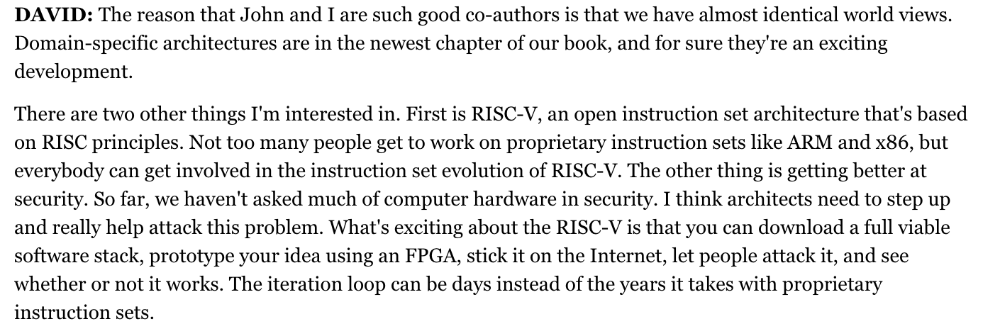 DAVID: The reason that John and I are such good co-authors is that we have almost identical world views.
Domain-specific architectures are in the newest chapter of our book, and for sure they're an exciting
development.
There are two other things I'm interested in. First is RISC-V, an open instruction set architecture that's based
on RISC principles. Not too many people get to work on proprietary instruction sets like ARM and x86, but
everybody can get involved in the instruction set evolution of RISC-V. The other thing is getting better at
security. So far, we haven't asked much of computer hardware in security. I think architects need to step up
and really help attack this problem. What's exciting about the RISC-V is that you can download a full viable
software stack, prototype your idea using an FPGA, stick it on the Internet, let people attack it, and see
whether or not it works. The iteration loop can be days instead of the years it takes with proprietary
instruction sets.